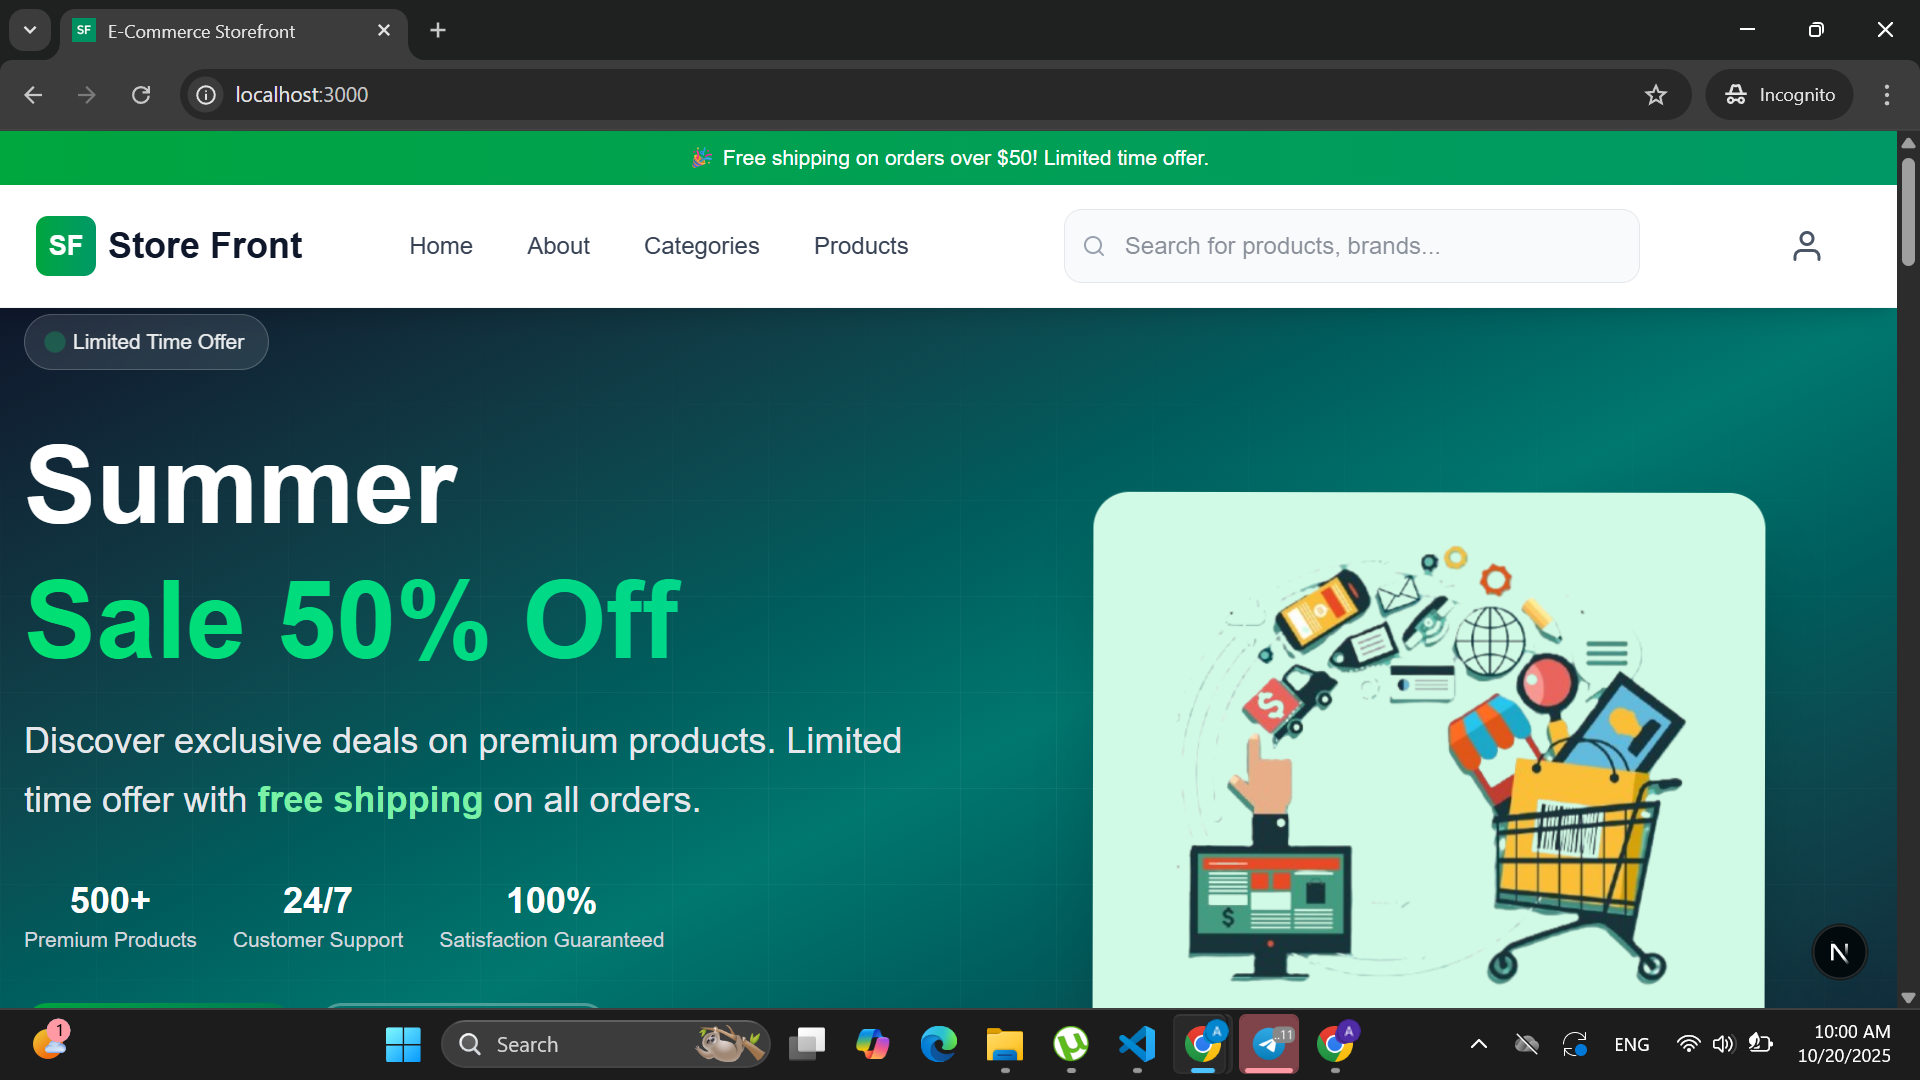 SF E-Commerce Storefront
localhost:3000
Incognito
🎉 Free shipping on orders over $50! Limited time offer.
SF Store Front
Home
About
Categories
Products
Search for products, brands...
Limited Time Offer
Summer
Sale 50% Off
Discover exclusive deals on premium products. Limited
time offer with free shipping on all orders.
500+
Premium Products
24/7
Customer Support
100%
Satisfaction Guaranteed
$
$
N
1
Search
A
..11
A
ENG
10:00 AM
10/20/2025